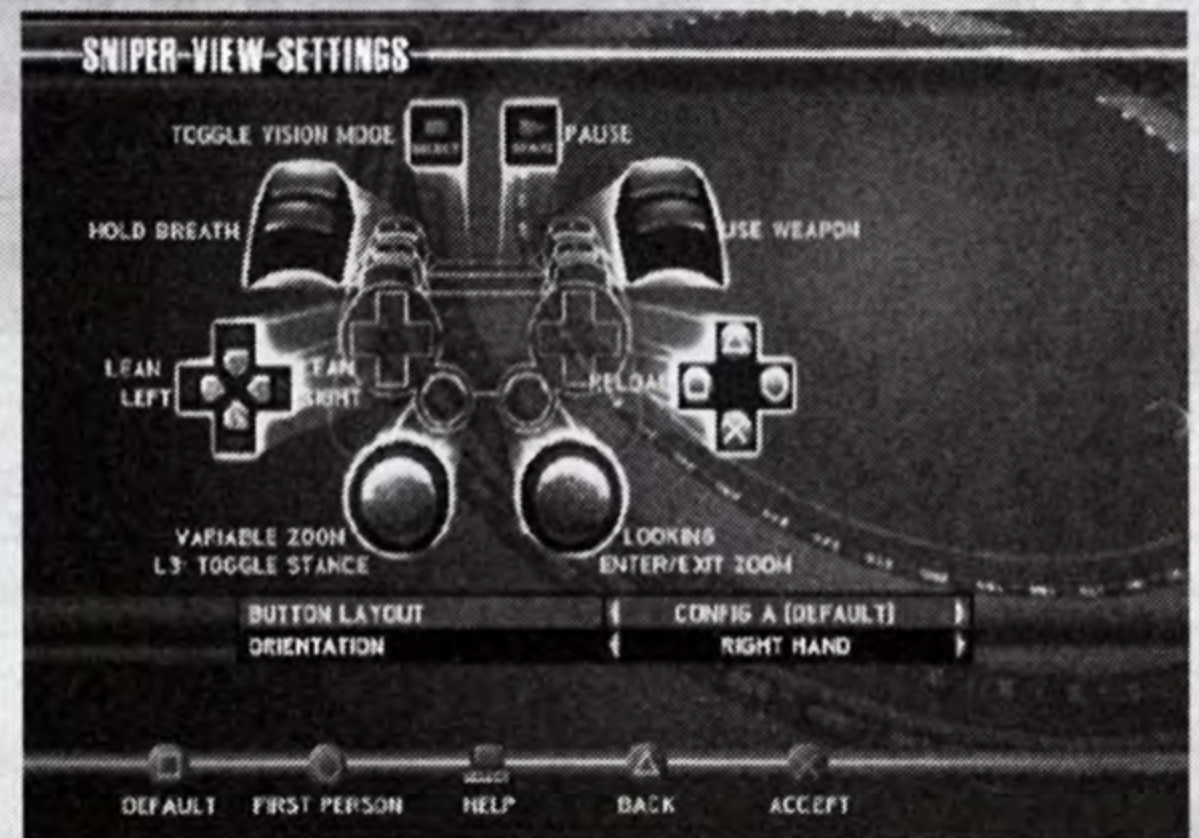 SNIPER-VIEW-SETTINGS
TOGGLE VISION MODE
SELECT
PAUSE
HOLD BREATH
USE WEAPON
LEAN
LEFT
LEAN
RIGHT
RELOAD
VARIABLE ZOOM
L3: TOGGLE STANCE
LOOKING
ENTER/EXIT ZOOM
BUTTON LAYOUT CONFIG A (DEFAULT)
ORIENTATION RIGHT HAND
SELECT
DEFAULT FIRST PERSON HELP BACK ACCEPT